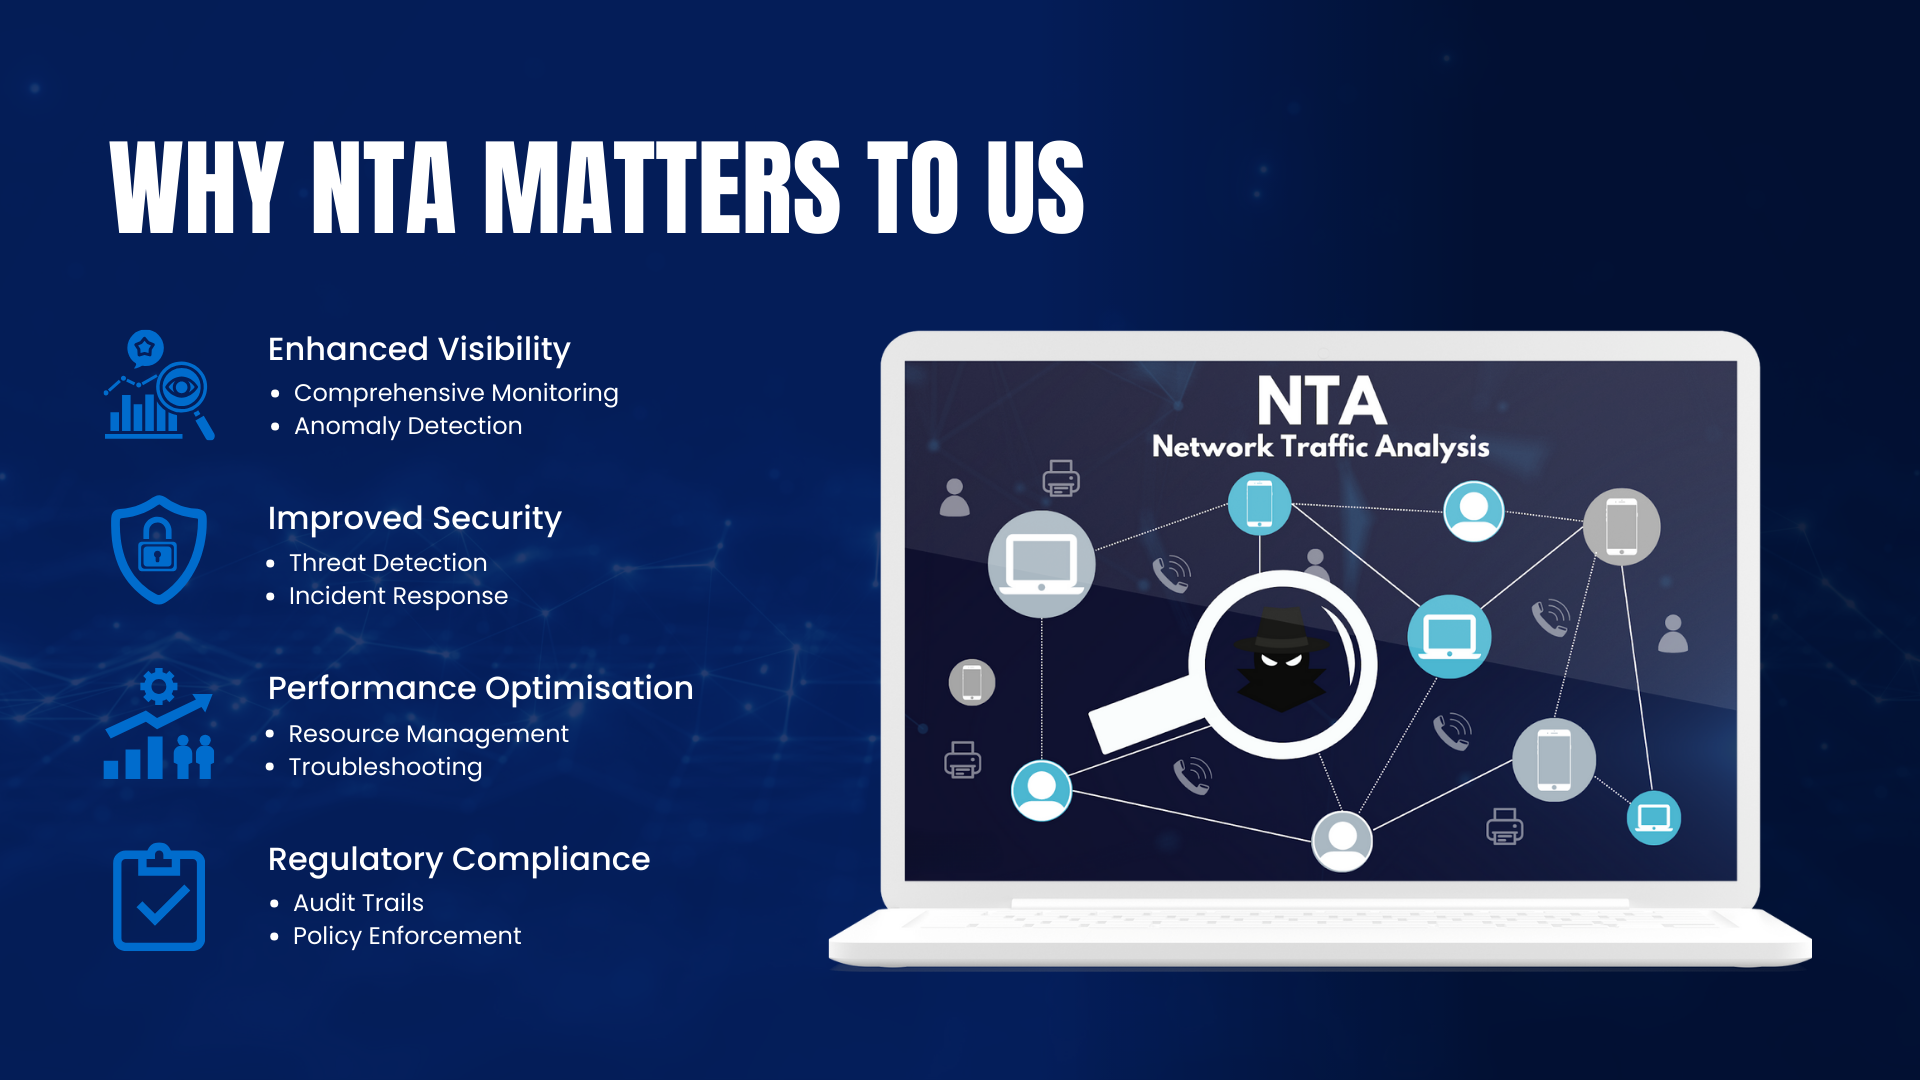 WHY NTA MATTERS TO US
Enhanced Visibility
• Comprehensive Monitoring
• Anomaly Detection
Improved Security
• Threat Detection
• Incident Response
Performance Optimisation
• Resource Management
• Troubleshooting
Regulatory Compliance
• Audit Trails
• Policy Enforcement
NTA
Network Traffic Analysis